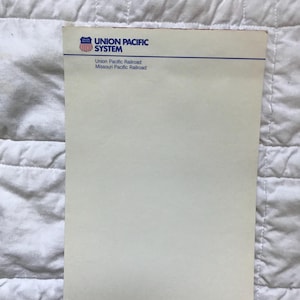 UNION PACIFIC
SYSTEM
Union Pacific Railroad
Missouri Pacific Railroad